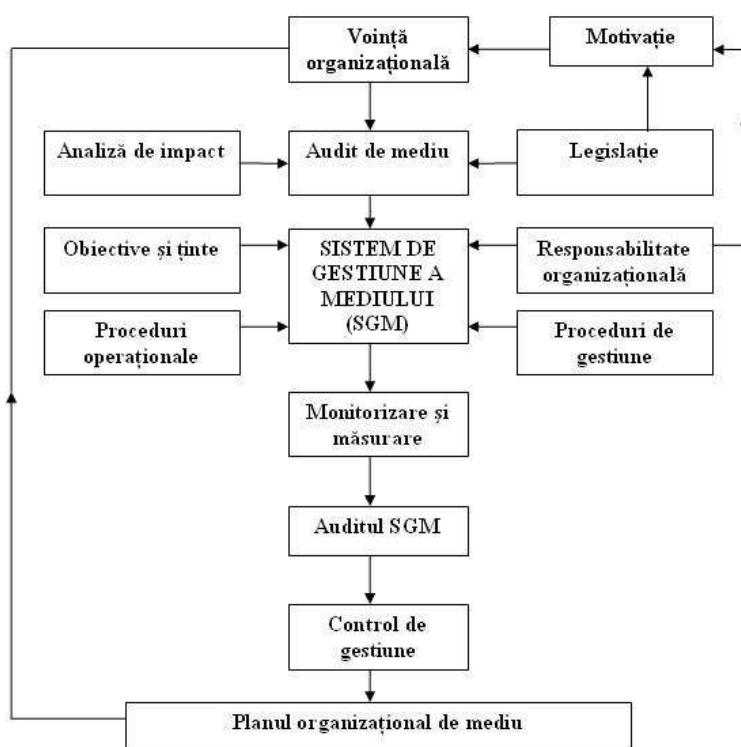 Voință
organizațională
Motivație
Analiză de impact
Audit de mediu
Legislație
Obiective și ținte
SISTEM DE
GESTIUNE A
MEDIULUI
(SGM)
Responsabilitate
organizațională
Proceduri
operaționale
Proceduri de
gestiune
Monitorizare și
măsurare
Auditul SGM
Control de
gestiune
Planul organizațional de mediu